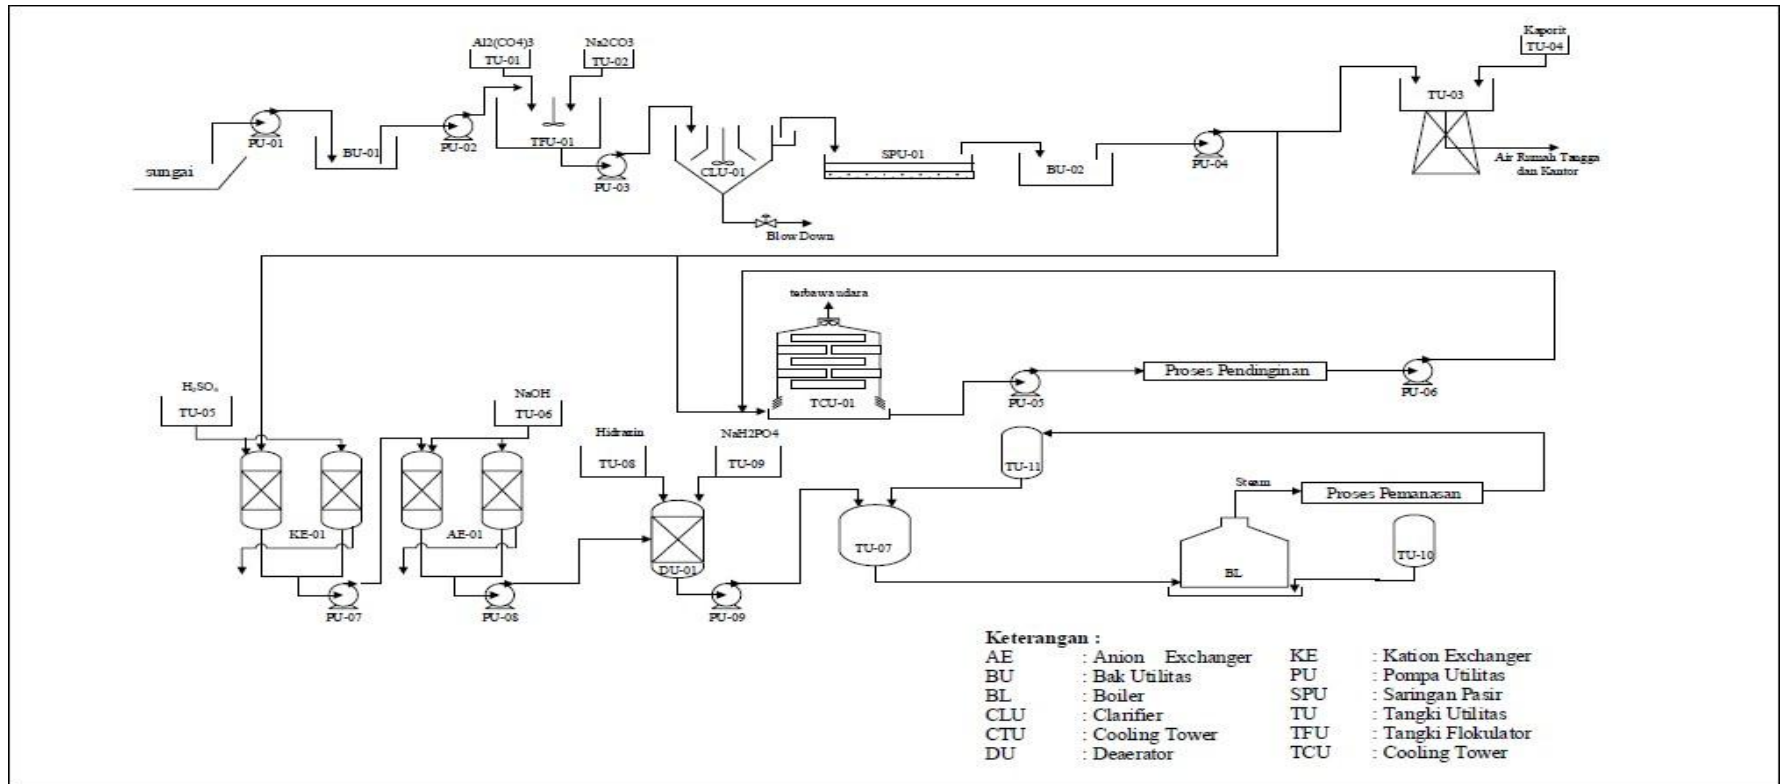 Al2(CO4)3
TU-01
Na2CO3
TU-02
Kaporit
TU-04
TU-03
PU-01
BU-01
PU-02
TFU-01
PU-03
CLU-01
SPU-01
BU-02
PU-04
Air Rumah Tangga
dan Kantor
sungai
Blow Down
terbawa udara
TCU-01
PU-05
Proses Pendinginan
PU-06
H2SO4
TU-05
NaOH
TU-06
Hidrazin
TU-08
NaH2PO4
TU-09
TU-11
Steam
Proses Pemanasan
KE-01
AE-01
DU-01
TU-07
BL
TU-10
PU-07
PU-08
PU-09
Keterangan :
AE : Anion Exchanger KE : Kation Exchanger
BU : Bak Utilitas PU : Pompa Utilitas
BL : Boiler SPU : Saringan Pasir
CLU : Clarifier TU : Tangki Utilitas
CTU : Cooling Tower TFU : Tangki Flokulator
DU : Deaerator TCU : Cooling Tower